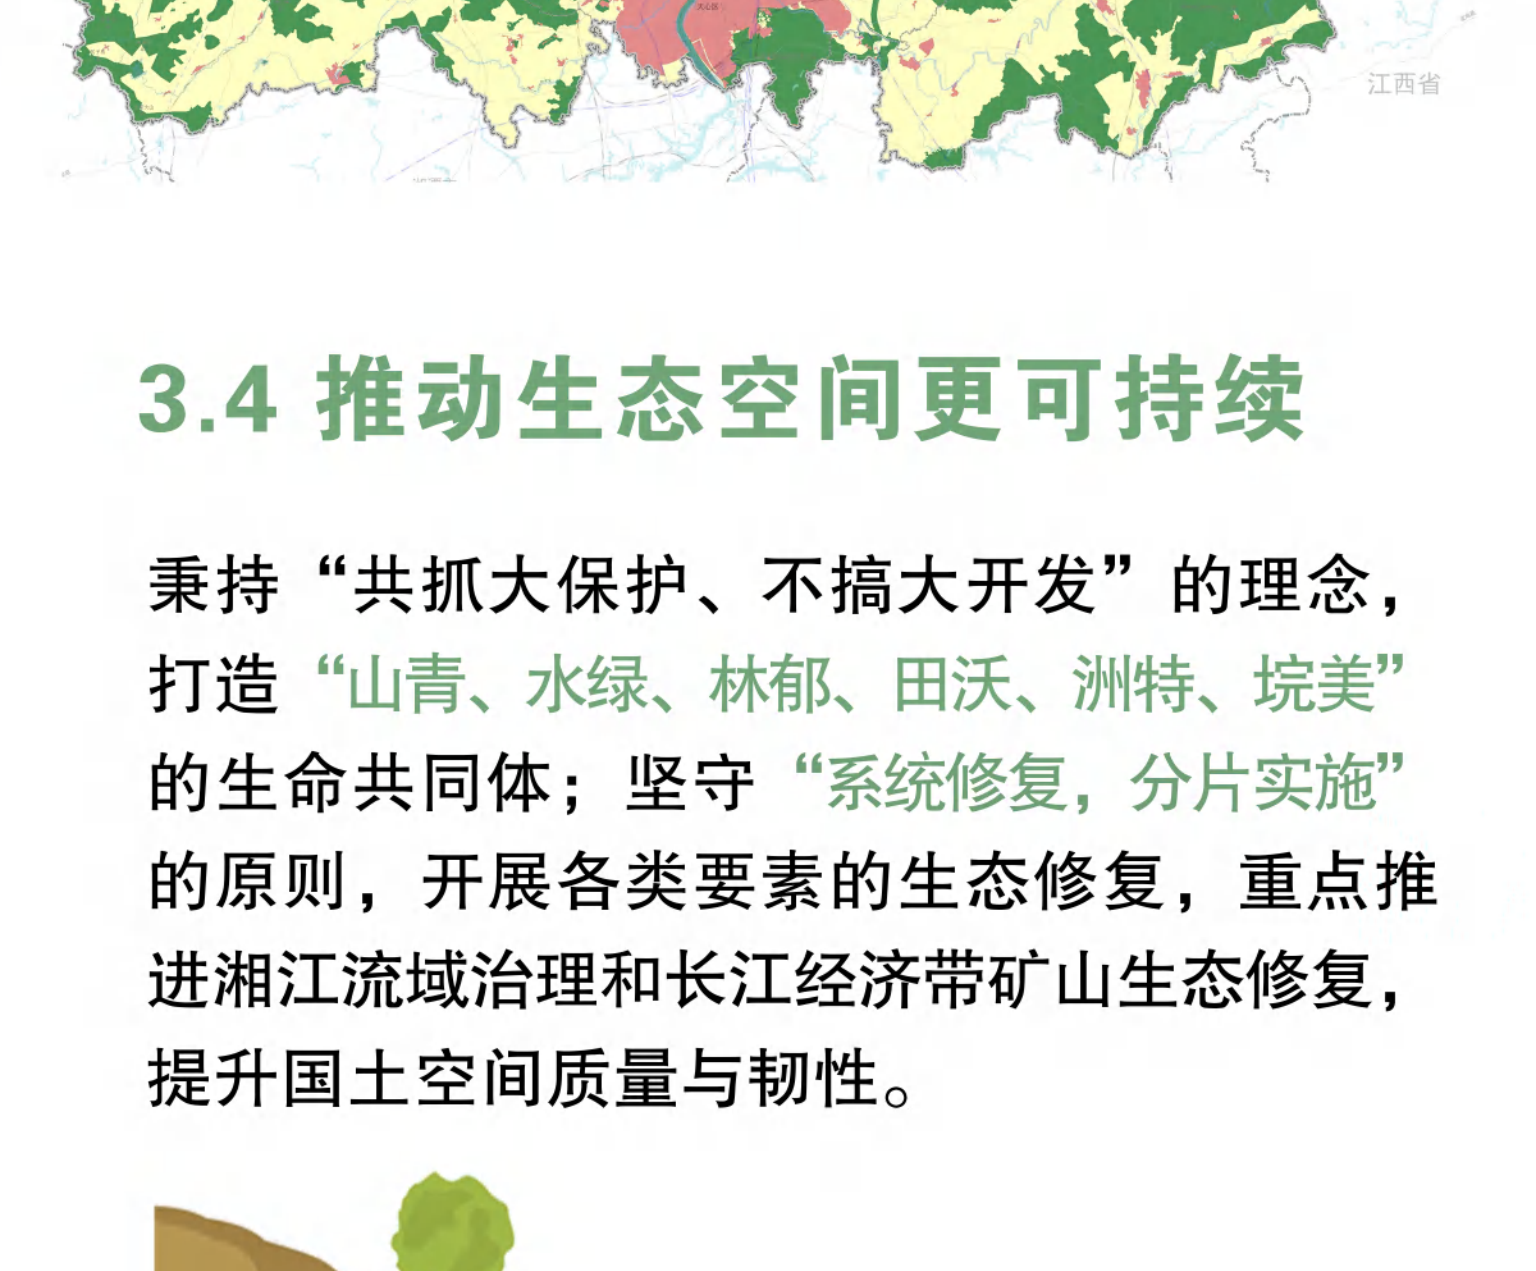 江西省
3.4 推动生态空间更可持续
秉持“共抓大保护、不搞大开发”的理念，
打造“山青、水绿、林郁、田沃、洲特、垸美”
的生命共同体；坚守“系统修复，分片实施”
的原则，开展各类要素的生态修复，重点推
进湘江流域治理和长江经济带矿山生态修复，
提升国土空间质量与韧性。